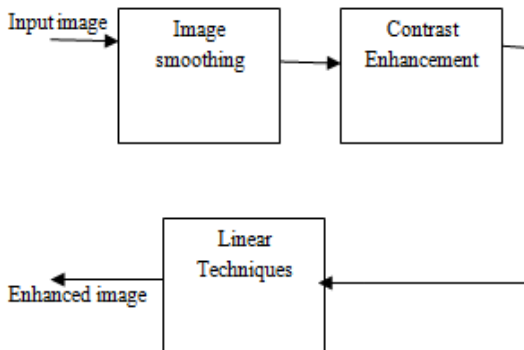 Input image
Image
smoothing
Contrast
Enhancement
Linear
Techniques
Enhanced image